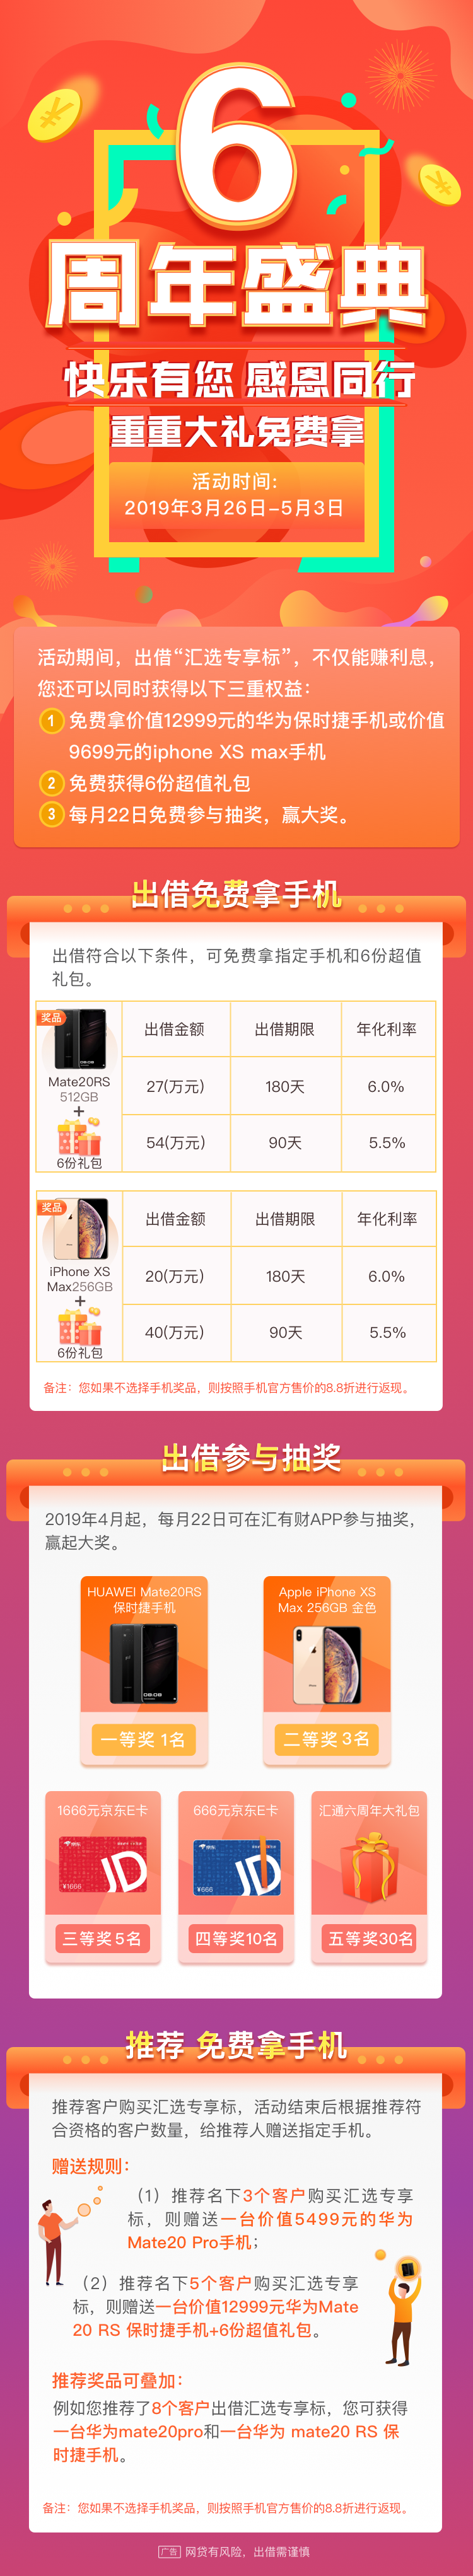 6
周年盛典
快乐有您 感恩同行
重重大礼免费拿
活动时间:
2019年3月26日-5月3日
活动期间，出借“汇选专享标”，不仅能赚利息，
您还可以同时获得以下三重权益：
1 免费拿价值12999元的华为保时捷手机或价值
9699元的iphone XS max手机
2 免费获得6份超值礼包
3 每月22日免费参与抽奖，赢大奖。
出借免费拿手机
出借符合以下条件，可免费拿指定手机和6份超值
礼包。
奖品
Mate20RS
512GB
+
6份礼包
出借金额 出借期限 年化利率
27(万元) 180天 6.0%
54(万元) 90天 5.5%
奖品
iPhone XS
Max256GB
+
6份礼包
出借金额 出借期限 年化利率
20(万元) 180天 6.0%
40(万元) 90天 5.5%
备注：您如果不选择手机奖品，则按照手机官方售价的8.8折进行返现。
出借参与抽奖
2019年4月起，每月22日可在汇有财APP参与抽奖，
赢起大奖。
HUAWEI Mate20RS
保时捷手机
08:08
一等奖 1名
Apple iPhone XS
Max 256GB 金色
二等奖 3名
1666元京东E卡
JD
¥1666
三等奖 5名
666元京东E卡
JD
¥666
四等奖10名
汇通六周年大礼包
五等奖30名
推荐 免费拿手机
推荐客户购买汇选专享标，活动结束后根据推荐符
合资格的客户数量，给推荐人赠送指定手机。
赠送规则：
（1）推荐名下3个客户购买汇选专享
标，则赠送一台价值5499元的华为
Mate20 Pro手机；
（2）推荐名下5个客户购买汇选专享
标，则赠送一台价值12999元华为Mate
20 RS 保时捷手机+6份超值礼包。
推荐奖品可叠加：
例如您推荐了8个客户出借汇选专享标，您可获得
一台华为mate20pro和一台华为 mate20 RS 保
时捷手机。
备注：您如果不选择手机奖品，则按照手机官方售价的8.8折进行返现。
广告 网贷有风险，出借需谨慎